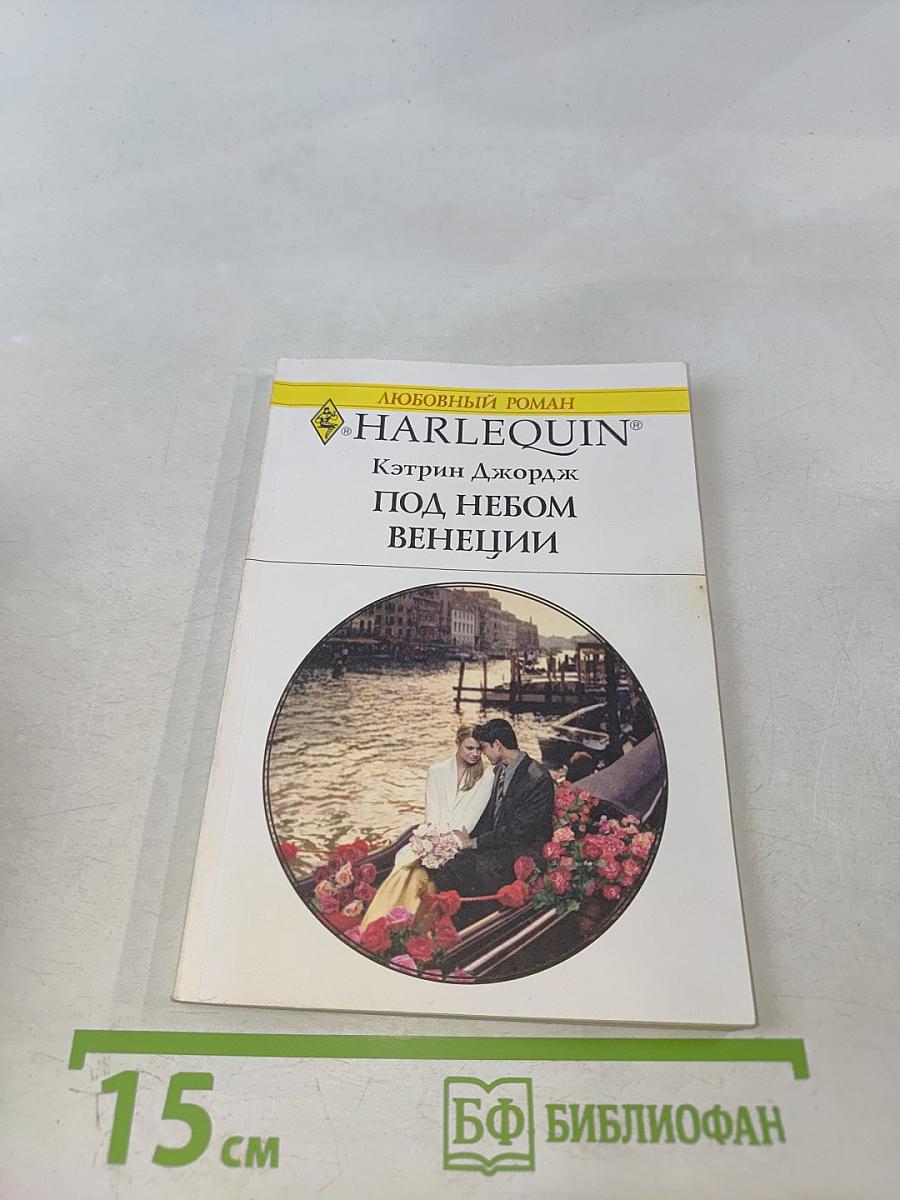 ЛЮБОВНЫЙ РОМАН
® HARLEQUIN®
Кэтрин Джордж
ПОД НЕБОМ
ВЕНЕЦИИ
15 см
БФ БИБЛИОФАН